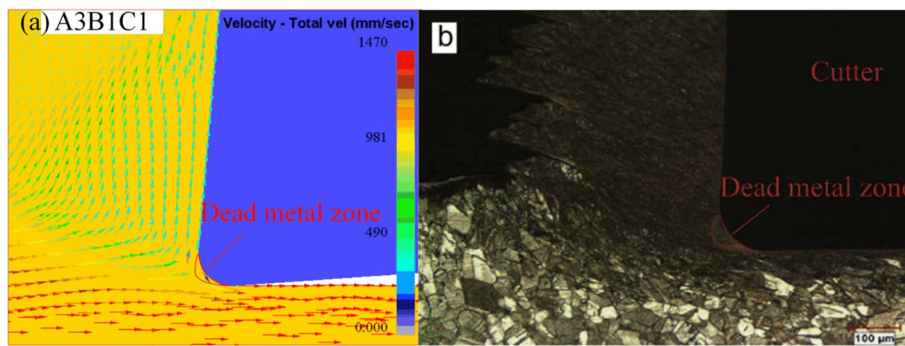 (a) A3B1C1
Velocity - Total vel (mm/sec)
1470
981
490
0.000
Dead metal zone
b
Cutter
Dead metal zone
100 µm